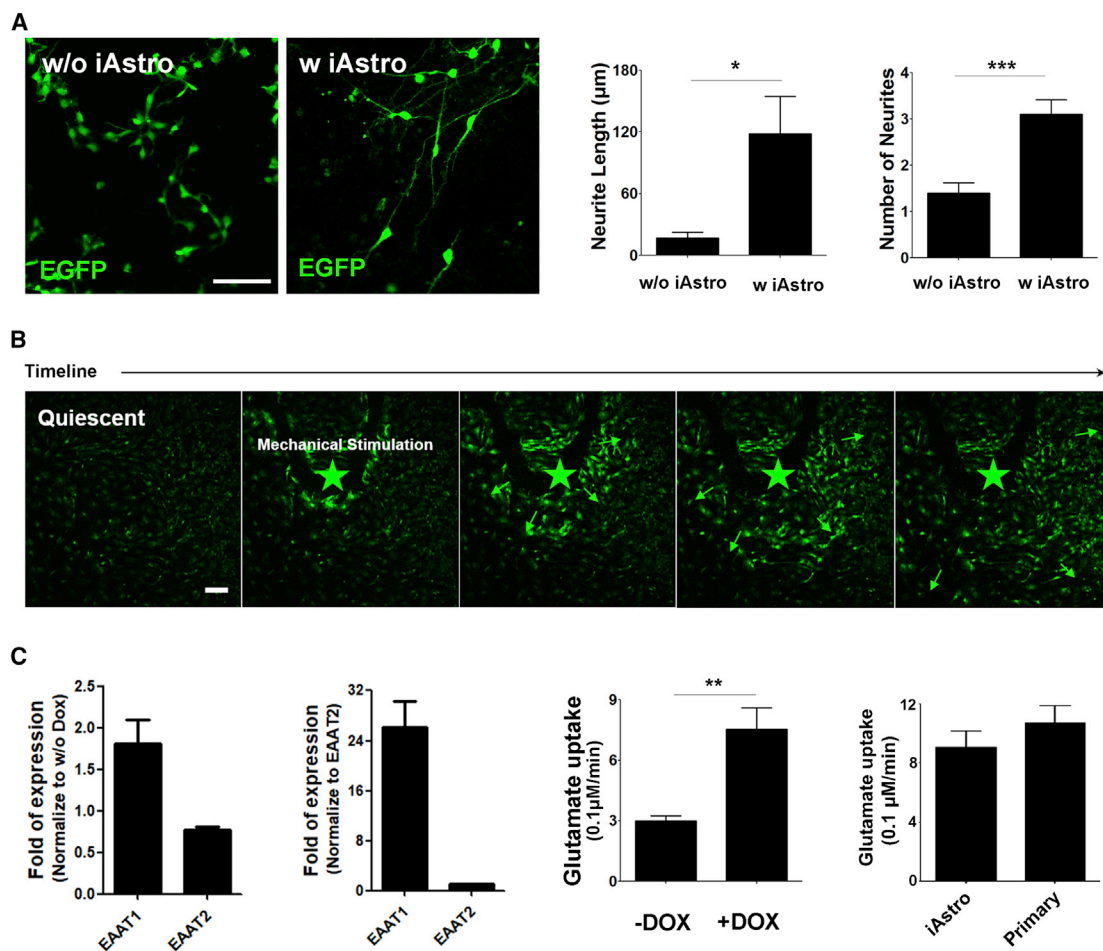 A
w/o iAstro
EGFP
w iAstro
EGFP
Neurite Length (µm)
180
120
60
0
*
w/o iAstro
w iAstro
Number of Neurites
4
3
2
1
0
***
w/o iAstro
w iAstro
B
Timeline
Quiescent
Mechanical Stimulation
C
Fold of expression
(Normalize to w/o Dox)
2.5
2.0
1.5
1.0
0.5
0.0
EAAT1
EAAT2
Fold of expression
(Normalize to EAAT2)
32
24
16
8
0
EAAT1
EAAT2
Glutamate uptake
(0.1µM/min)
9
6
3
0
**
-DOX
+DOX
Glutamate uptake
(0.1 µM/min)
12
9
6
12
0
iAstro
Primary